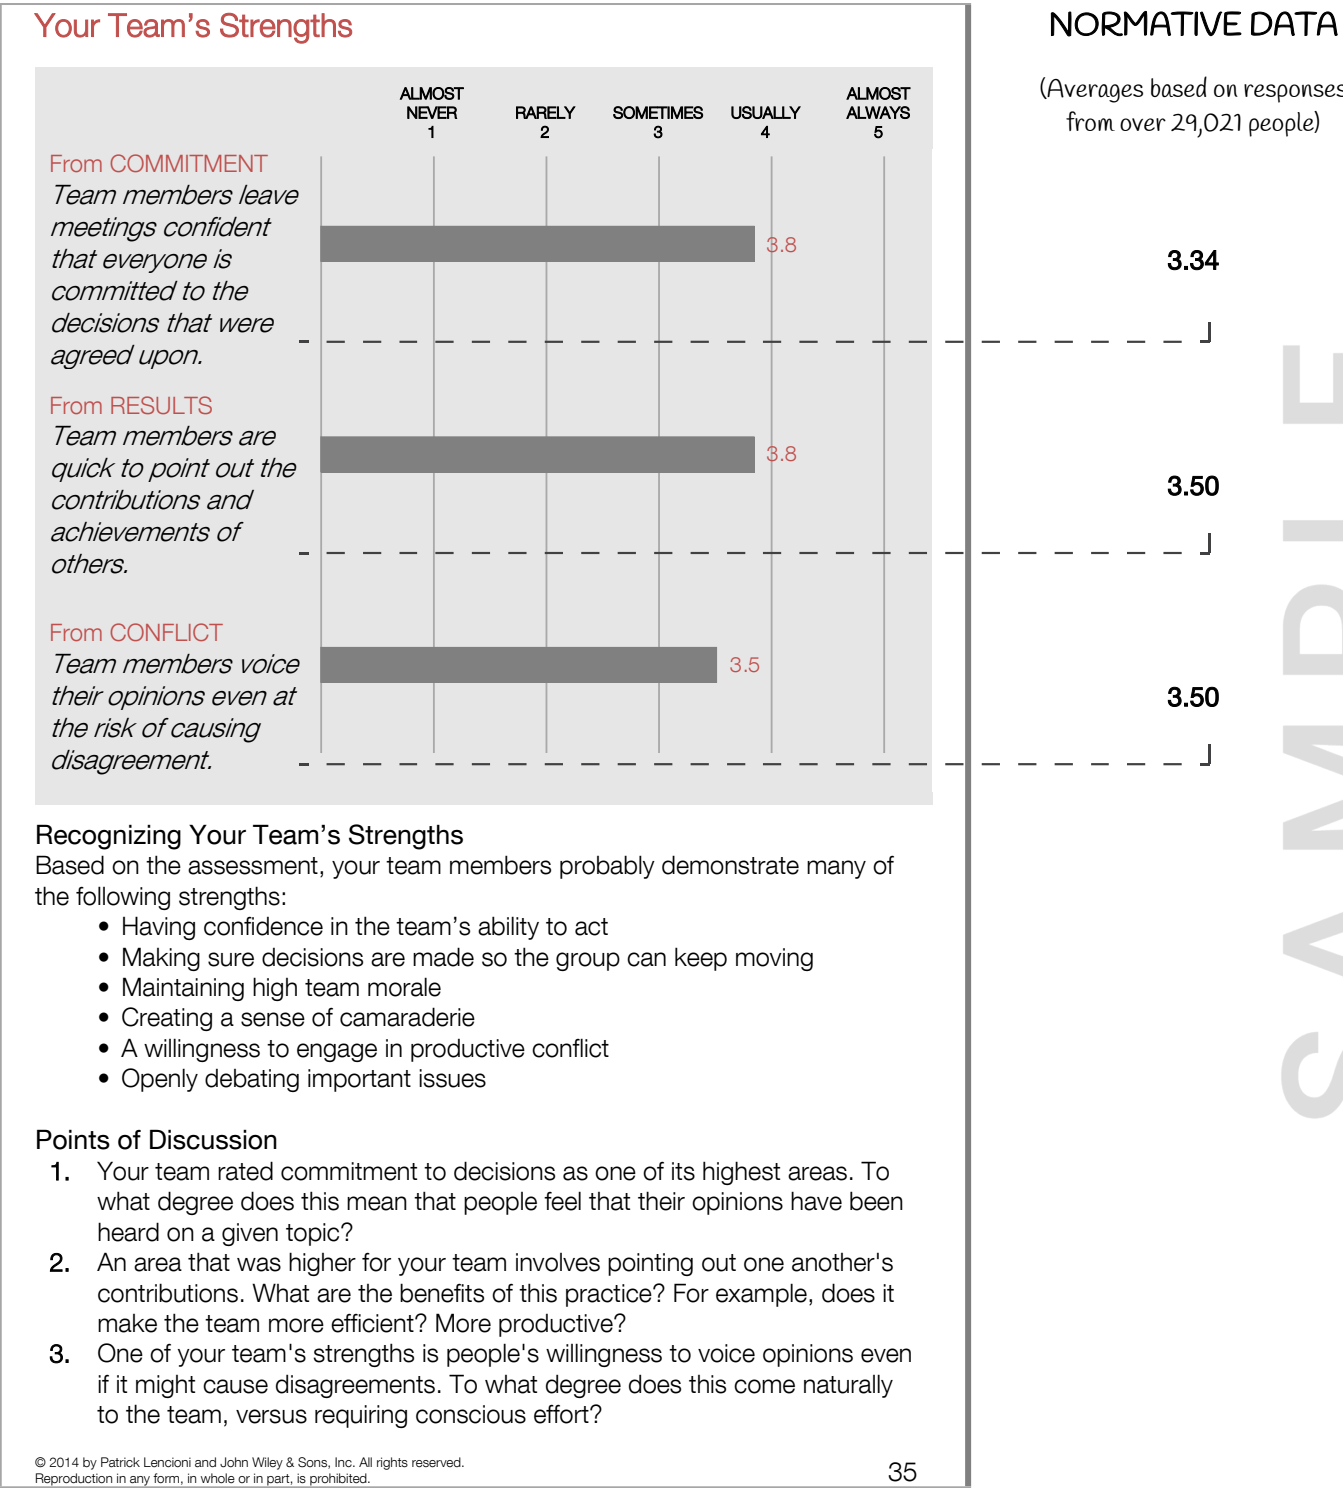 Your Team's Strengths
NORMATIVE DATA
(Averages based on responses
from over 29,021 people)
ALMOST
NEVER
1
RARELY
2
SOMETIMES
3
USUALLY
4
ALMOST
ALWAYS
5
From COMMITMENT
Team members leave
meetings confident
that everyone is
committed to the
decisions that were
agreed upon.
3.8
3.34
From RESULTS
Team members are
quick to point out the
contributions and
achievements of
others.
3.8
3.50
From CONFLICT
Team members voice
their opinions even at
the risk of causing
disagreement.
3.5
3.50
SAMPLE
Recognizing Your Team's Strengths
Based on the assessment, your team members probably demonstrate many of
the following strengths:
• Having confidence in the team's ability to act
• Making sure decisions are made so the group can keep moving
• Maintaining high team morale
• Creating a sense of camaraderie
• A willingness to engage in productive conflict
• Openly debating important issues
Points of Discussion
1. Your team rated commitment to decisions as one of its highest areas. To
what degree does this mean that people feel that their opinions have been
heard on a given topic?
2. An area that was higher for your team involves pointing out one another's
contributions. What are the benefits of this practice? For example, does it
make the team more efficient? More productive?
3. One of your team's strengths is people's willingness to voice opinions even
if it might cause disagreements. To what degree does this come naturally
to the team, versus requiring conscious effort?
© 2014 by Patrick Lencioni and John Wiley & Sons, Inc. All rights reserved.
Reproduction in any form, in whole or in part, is prohibited.
35